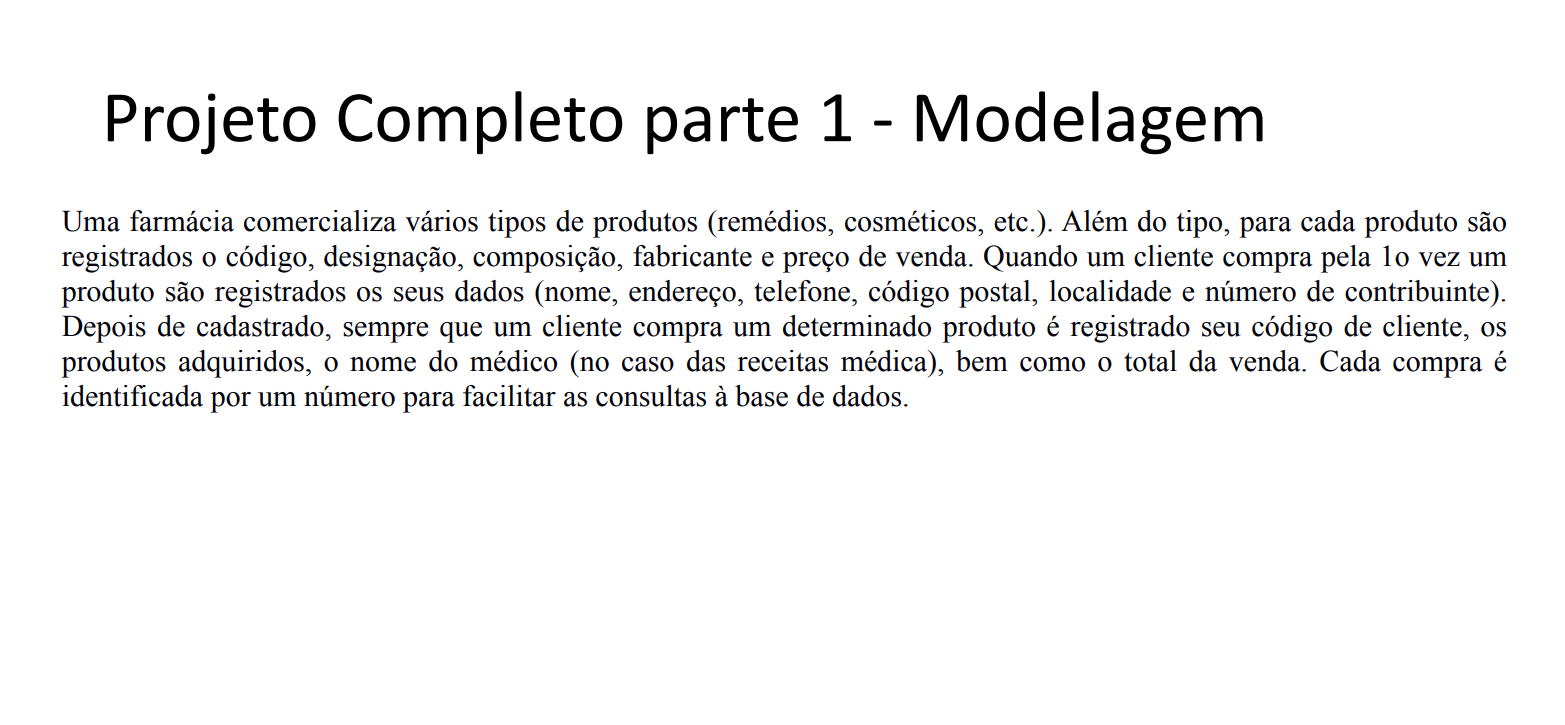 Projeto Completo parte 1 - Modelagem
Uma farmácia comercializa vários tipos de produtos (remédios, cosméticos, etc.). Além do tipo, para cada produto são
registrados o código, designação, composição, fabricante e preço de venda. Quando um cliente compra pela 1o vez um
produto são registrados os seus dados (nome, endereço, telefone, código postal, localidade e número de contribuinte).
Depois de cadastrado, sempre que um cliente compra um determinado produto é registrado seu código de cliente, os
produtos adquiridos, o nome do médico (no caso das receitas médica), bem como o total da venda. Cada compra é
identificada por um número para facilitar as consultas à base de dados.